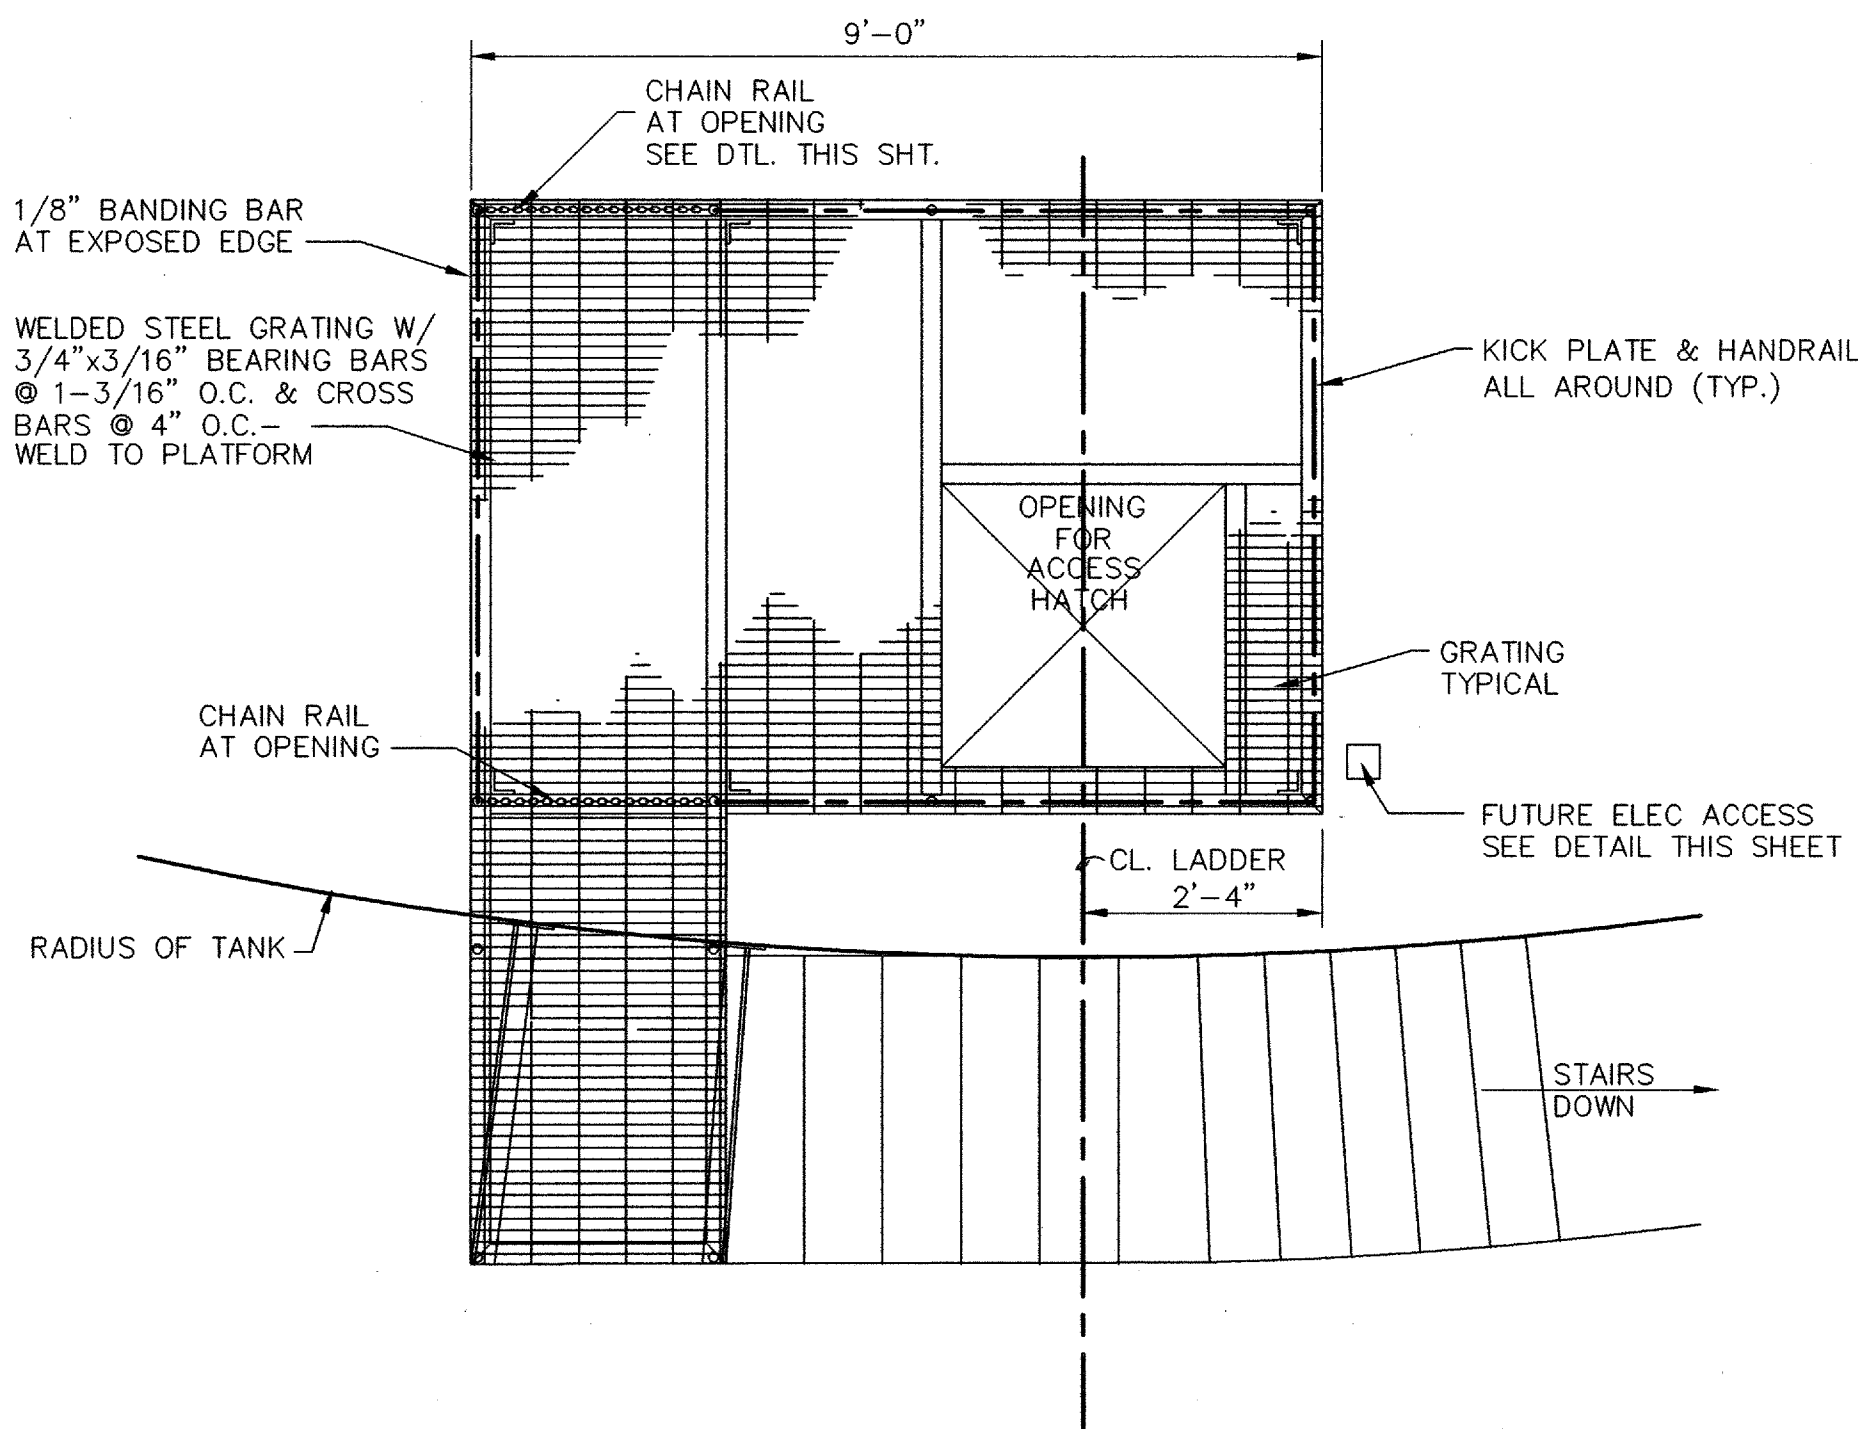 9'-0"
CHAIN RAIL
AT OPENING
SEE DTL. THIS SHT.
1/8" BANDING BAR
AT EXPOSED EDGE
WELDED STEEL GRATING W/
3/4"x3/16" BEARING BARS
@ 1-3/16" O.C. & CROSS
BARS @ 4" O.C.-
WELD TO PLATFORM
KICK PLATE & HANDRAIL
ALL AROUND (TYP.)
OPENING
FOR
ACCESS
HATCH
GRATING
TYPICAL
CHAIN RAIL
AT OPENING
FUTURE ELEC ACCESS
SEE DETAIL THIS SHEET
CL. LADDER
2'-4"
RADIUS OF TANK
STAIRS
DOWN